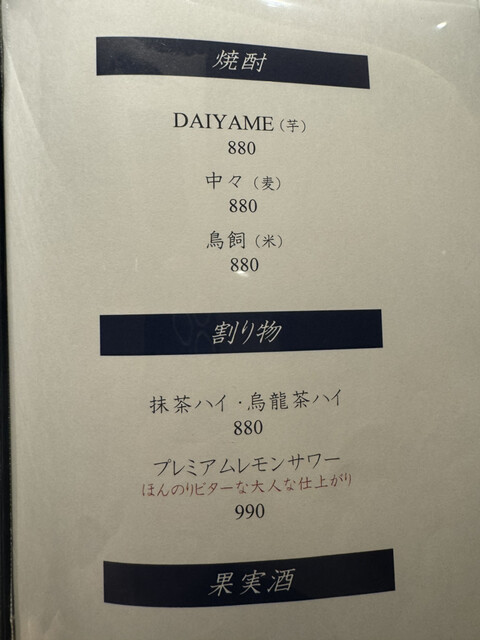 焼酎
DAIYAME（芋）
880
中々（麦）
880
鳥飼（米）
880
割り物
抹茶ハイ・烏龍茶ハイ
880
プレミアムレモンサワー
ほんのりビターな大人な仕上がり
990
果実酒